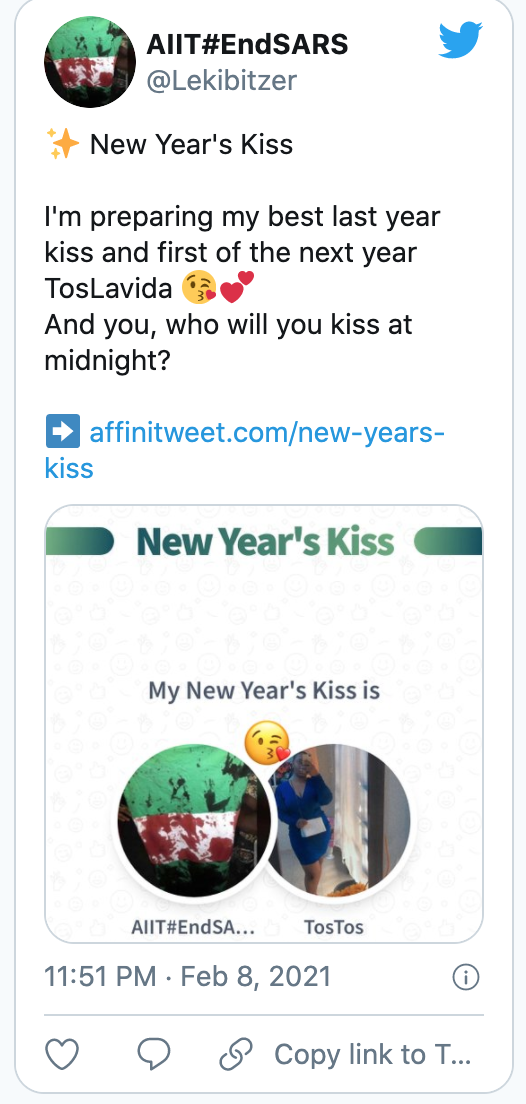 AIIT#EndSARS
@Lekibitzer
✨ New Year's Kiss
I'm preparing my best last year
kiss and first of the next year
TosLavida 😘💕
And you, who will you kiss at
midnight?
➡️ affinitweet.com/new-years-
kiss
New Year's Kiss
My New Year's Kiss is
AIIT#EndSA... TosTos
11:51 PM · Feb 8, 2021
Copy link to T...